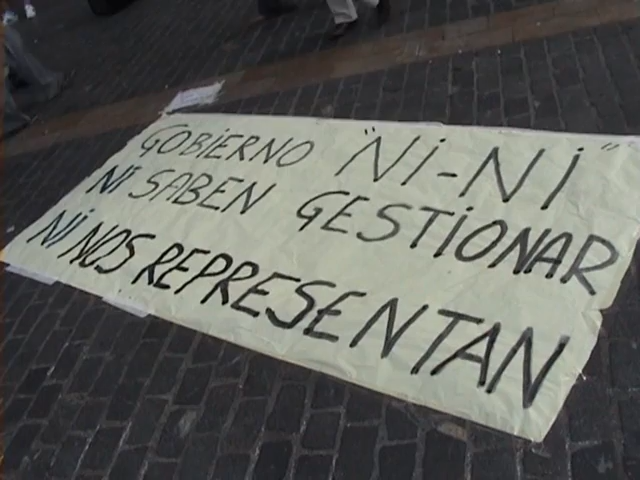 GOBIERNO "Ni-Ni"
Ni SABEN GESTiONAR
Ni NOS REPRESENTAN